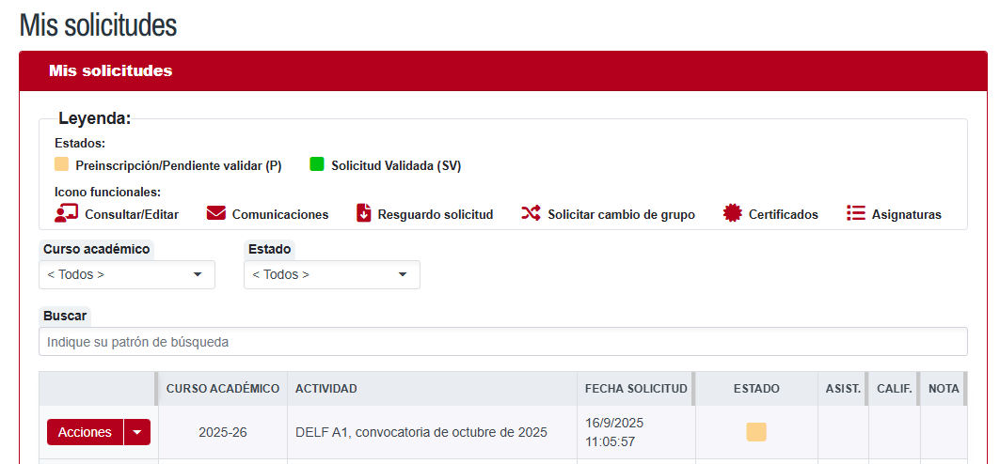 Mis solicitudes
Mis solicitudes
Leyenda:
Estados:
Preinscripción/Pendiente validar (P) Solicitud Validada (SV)
Icono funcionales:
Consultar/Editar Comunicaciones Resguardo solicitud Solicitar cambio de grupo Certificados Asignaturas
Curso académico Estado
< Todos > < Todos >
Buscar
Indique su patrón de búsqueda
CURSO ACADÉMICO ACTIVIDAD FECHA SOLICITUD ESTADO ASIST. CALIF. NOTA
Acciones 2025-26 DELF A1, convocatoria de octubre de 2025 16/9/2025
11:05:57